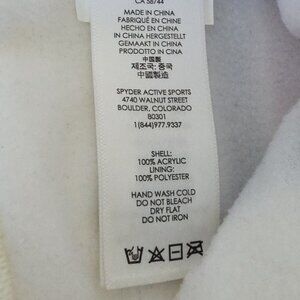 CA 38744
MADE IN CHINA
FABRIQUÉ EN CHINE
HECHO EN CHINA
IN CHINA HERGESTELLT
GEMAAKT IN CHINA
PRODOTTO IN CINA
中国製
제조국: 중국
中國製造
SPYDER ACTIVE SPORTS
4740 WALNUT STREET
BOULDER, COLORADO
80301
1(844)977.9337
SHELL:
100% ACRYLIC
LINING:
100% POLYESTER
HAND WASH COLD
DO NOT BLEACH
DRY FLAT
DO NOT IRON